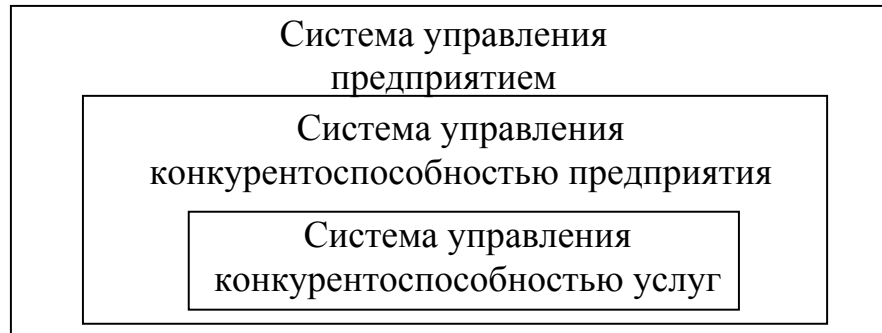 Система управления
предприятием
Система управления
конкурентоспособностью предприятия
Система управления
конкурентоспособностью услуг